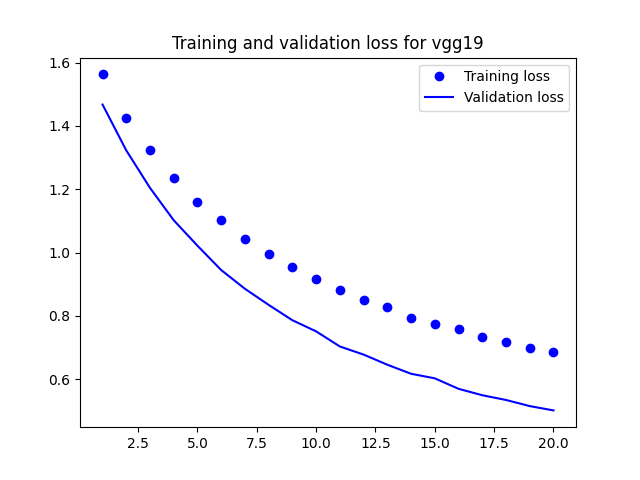 Training and validation loss for vgg19
Training loss
Validation loss
1.6
1.4
1.2
1.0
0.8
0.6
2.5 5.0 7.5 10.0 12.5 15.0 17.5 20.0